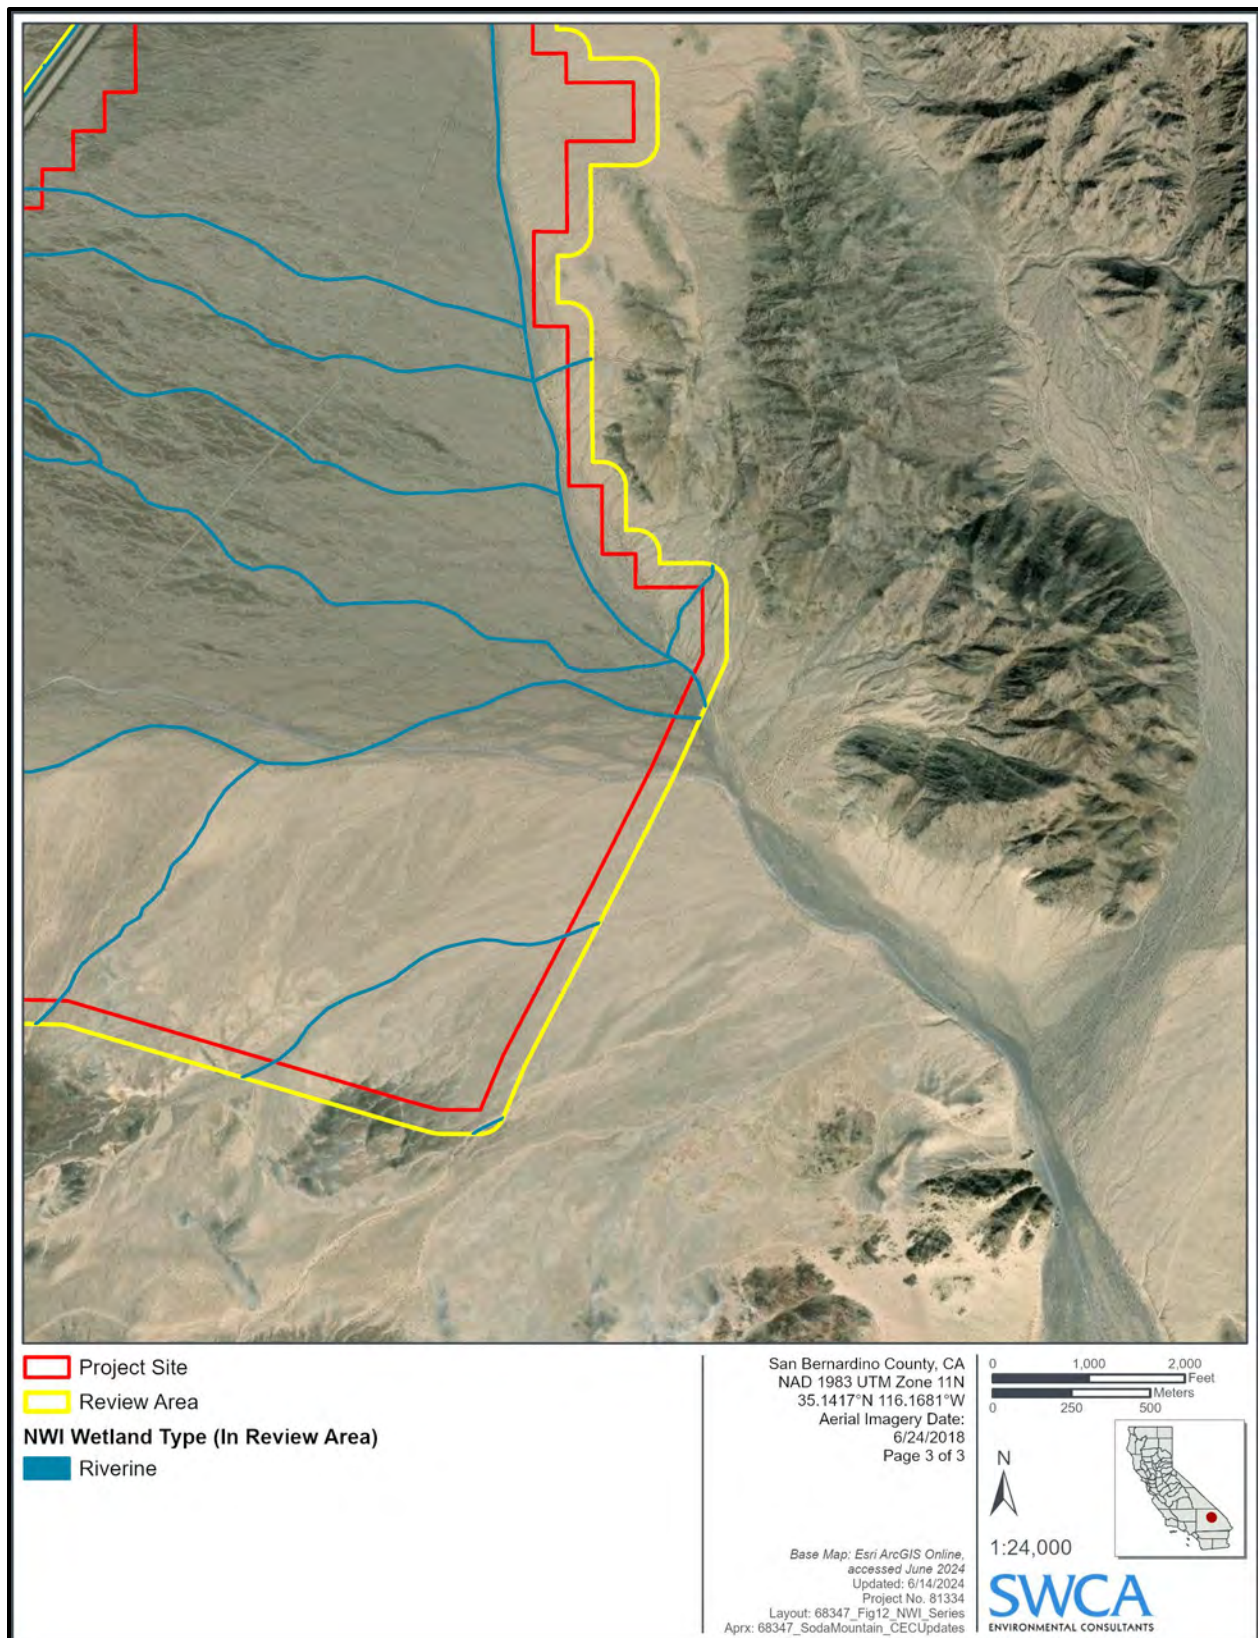 Project Site
Review Area
NWI Wetland Type (In Review Area)
Riverine
San Bernardino County, CA
NAD 1983 UTM Zone 11N
35.1417°N 116.1681°W
Aerial Imagery Date:
6/24/2018
Page 3 of 3
Base Map: Esri ArcGIS Online,
accessed June 2024
Updated: 6/14/2024
Project No. 81334
Layout: 68347_Fig12_NWI_Series
Aprx: 68347_SodaMountain_CECUpdates
0 1,000 2,000
Feet
Meters
0 250 500
N
1:24,000
SWCA
ENVIRONMENTAL CONSULTANTS